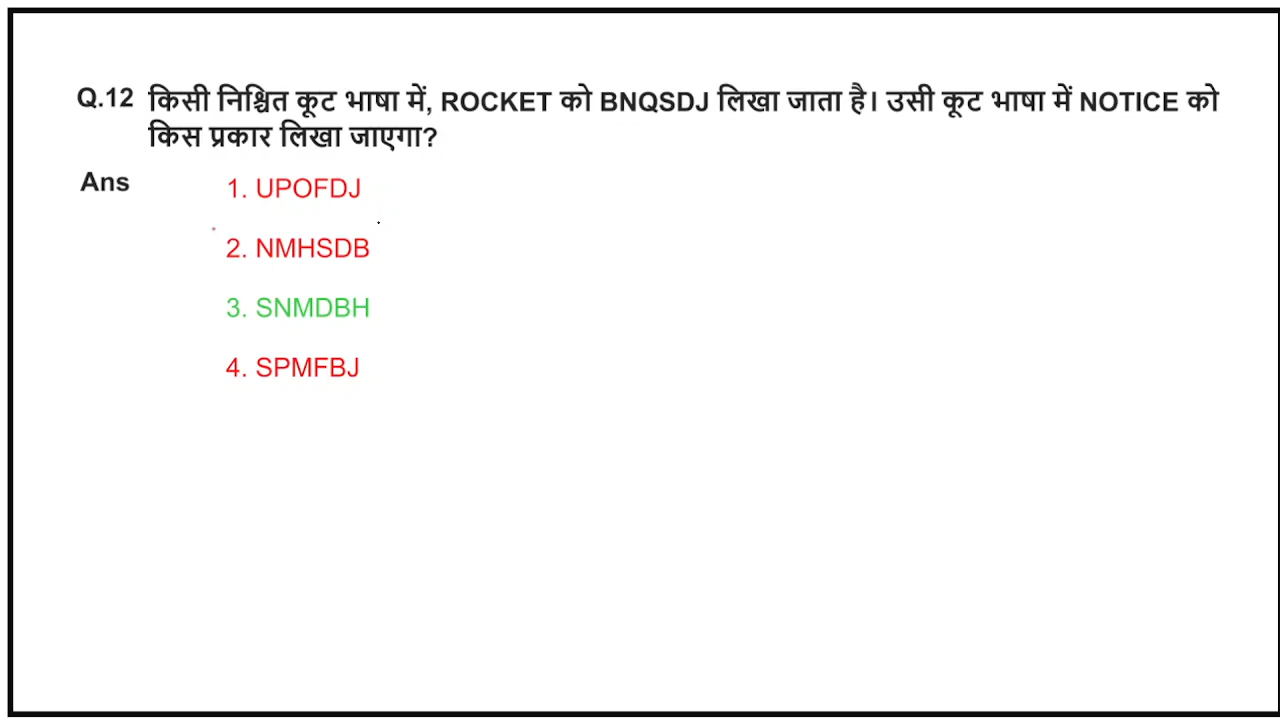 Q.12 किसी निश्चित कूट भाषा में, ROCKET को BNQSDJ लिखा जाता है। उसी कूट भाषा में NOTICE को
किस प्रकार लिखा जाएगा?
Ans
1. UPOFDJ
2. NMHSDB
3. SNMDBH
4. SPMFBJ